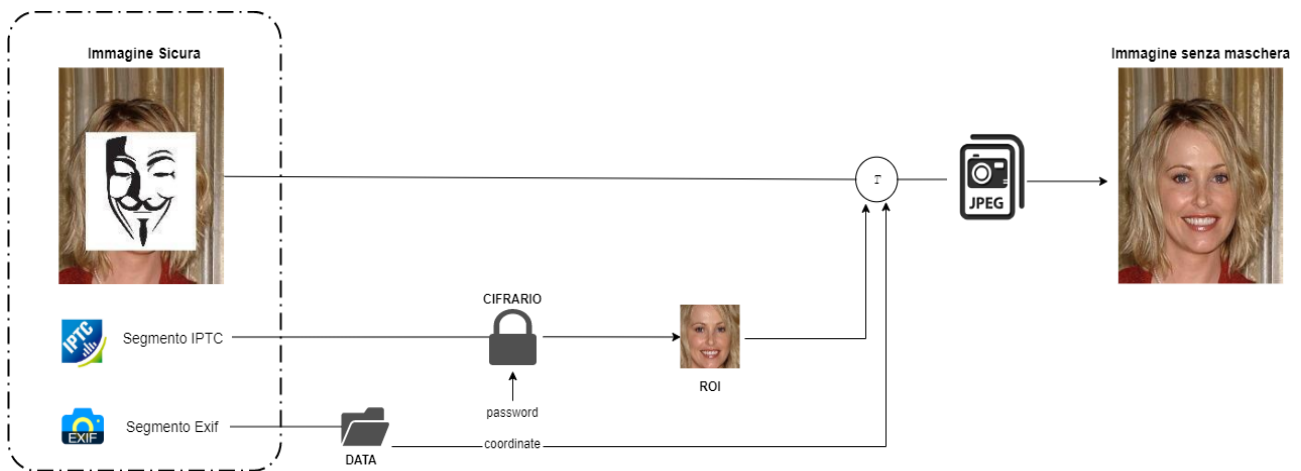 Immagine Sicura
Immagine senza maschera
T
JPEG
CIFRARIO
IPTC
Segmento IPTC
ROI
password
EXIF
Segmento Exif
coordinate
DATA